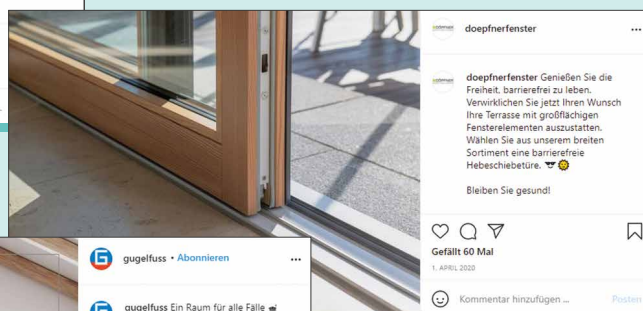 doepfnerfenster
doepfnerfenster Genießen Sie die
Freiheit, barrierefrei zu leben.
Verwirklichen Sie jetzt Ihren Wunsch
Ihre Terrasse mit großflächigen
Fensterelementen auszustatten.
Wählen Sie aus unserem breiten
Sortiment eine barrierefreie
Hebeschiebetüre. 😎 🌞
Bleiben Sie gesund!
Gefällt 60 Mal
1. APRIL 2020
Kommentar hinzufügen ...
Posten
gugelfuss • Abonnieren
gugelfuss Ein Raum für alle Fälle